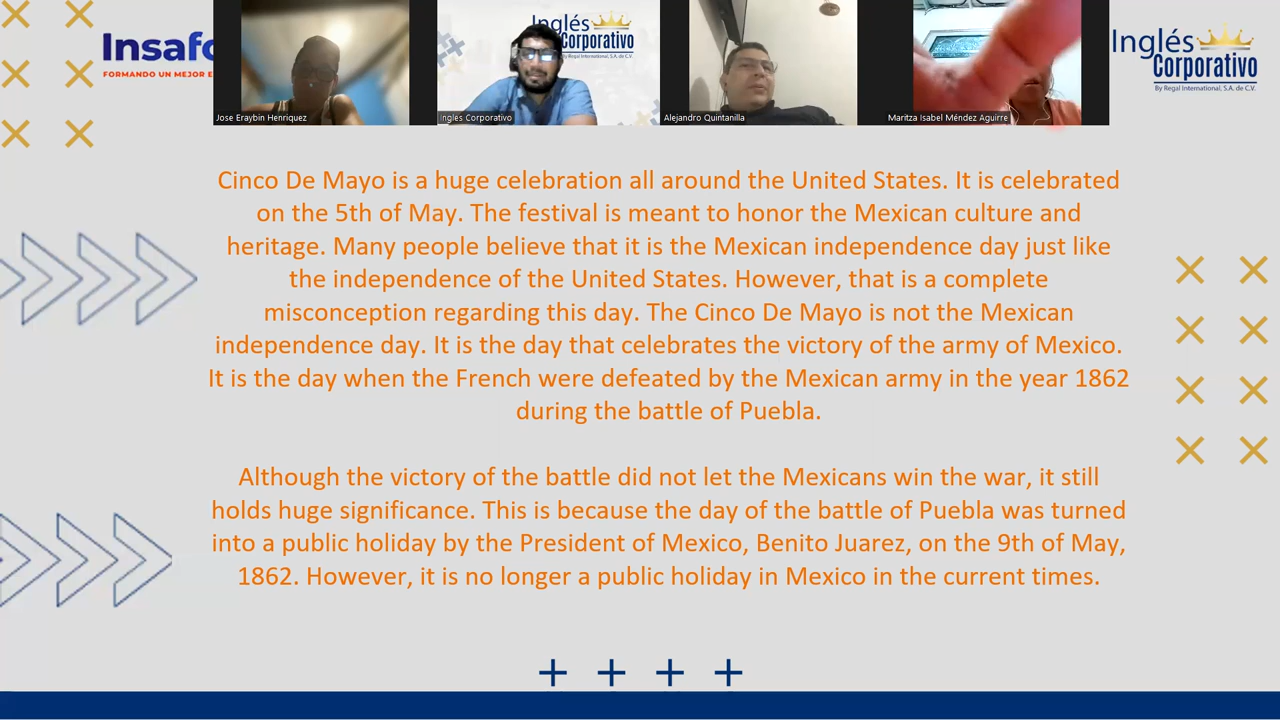 Insafo
FORMANDO UN MEJOR E
Jose Eraybin Henriquez
Inglés
Corporativo
By Regal International, S.A. de C.V.
Inglés Corporativo
Alejandro Quintanilla
Maritza Isabel Méndez Aguirre
Inglés
Corporativo
By Regal International, S.A. de C.V.
Cinco De Mayo is a huge celebration all around the United States. It is celebrated
on the 5th of May. The festival is meant to honor the Mexican culture and
heritage. Many people believe that it is the Mexican independence day just like
the independence of the United States. However, that is a complete
misconception regarding this day. The Cinco De Mayo is not the Mexican
independence day. It is the day that celebrates the victory of the army of Mexico.
It is the day when the French were defeated by the Mexican army in the year 1862
during the battle of Puebla.
Although the victory of the battle did not let the Mexicans win the war, it still
holds huge significance. This is because the day of the battle of Puebla was turned
into a public holiday by the President of Mexico, Benito Juarez, on the 9th of May,
1862. However, it is no longer a public holiday in Mexico in the current times.